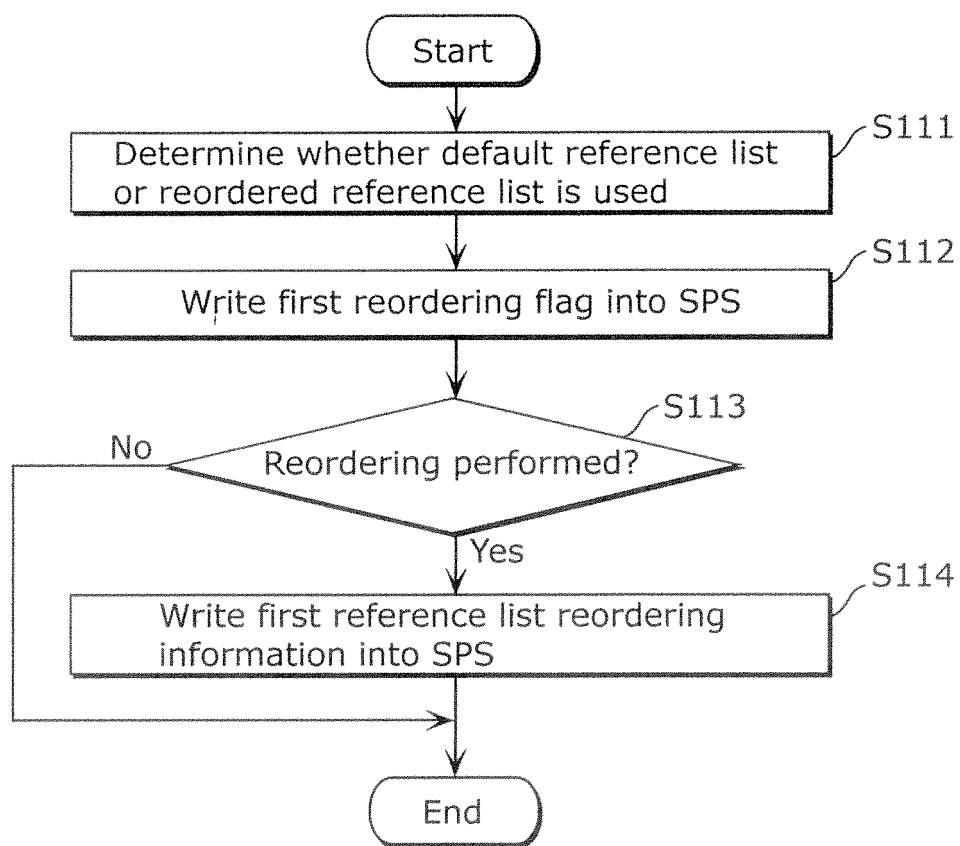 Start
S111
Determine whether default reference list
or reordered reference list is used
S112
Write first reordering flag into SPS
S113
No
Reordering performed?
Yes
S114
Write first reference list reordering
information into SPS
End